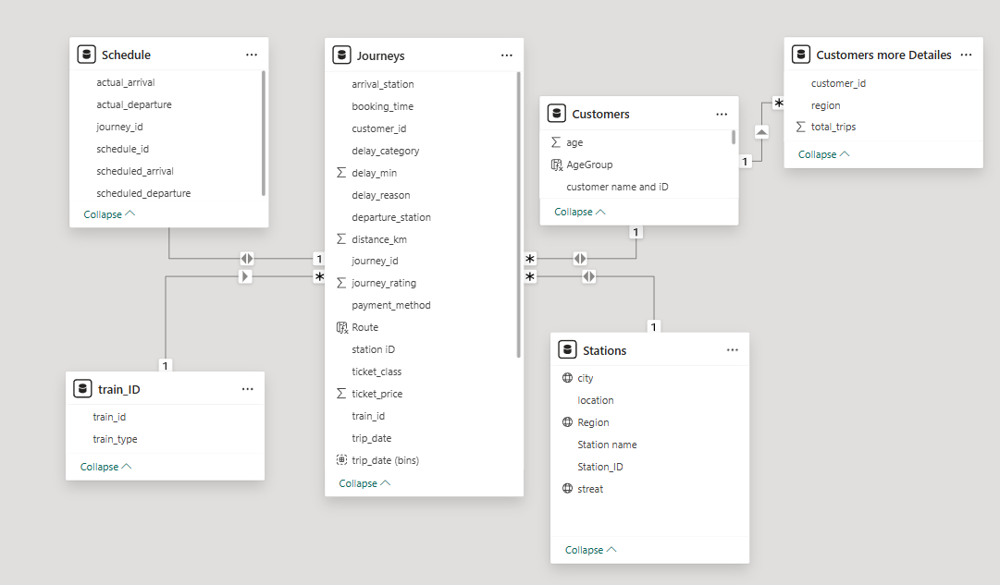 Schedule
actual_arrival
actual_departure
journey_id
schedule_id
scheduled_arrival
scheduled_departure
Collapse
Journeys
arrival_station
booking_time
customer_id
delay_category
delay_min
delay_reason
departure_station
distance_km
journey_id
journey_rating
payment_method
Route
station iD
ticket_class
ticket_price
train_id
trip_date
trip_date (bins)
Collapse
Customers
age
AgeGroup
customer name and iD
Collapse
Customers more Detailes
customer_id
region
total_trips
Collapse
train_ID
train_id
train_type
Collapse
Stations
city
location
Region
Station name
Station_ID
streat
Collapse
1
*
1
*
1
*
1
*
1